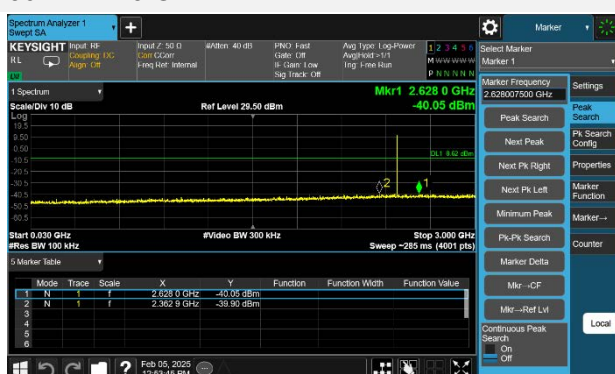 Spectrum Analyzer 1
Swept SA
Marker
KEYSIGHT Input: RF Input Z: 50 Ω #Atten: 40 dB PNO: Fast Avg Type: Log-Power 1 2 3 4 5 6
RL Coupling: DC Corr CCorr Gate: Off Avg|Hold: >1/1 M W W W W W
Align: Off Freq Ref: Internal IF Gain: Low Trig: Free Run
Sig Track: Off P N N N N N
LXI
Select Marker
Marker 1
1 Spectrum
Mkr1 2.628 0 GHz
Scale/Div 10 dB Ref Level 29.50 dBm -40.05 dBm
Log
19.5
9.50
0.50
DL1 9.62 dBm
-20.5
-30.5
2 1
-50.5
-60.5
Start 0.030 GHz #Video BW 300 kHz Stop 3.000 GHz
#Res BW 100 kHz Sweep ~285 ms (4001 pts)
5 Marker Table
Mode Trace Scale X Y Function Function Width Function Value
1 N 1 f 2.628 0 GHz -40.05 dBm
2 N 1 f 2.362 9 GHz -39.90 dBm
3
4
5
6
Marker Frequency
2.628007500 GHz
Peak Search
Next Peak
Next Pk Right
Next Pk Left
Minimum Peak
Pk-Pk Search
Marker Delta
Mkr→CF
Mkr→Ref Lvl
Continuous Peak
Search
On
Off
Settings
Peak
Search
Pk Search
Config
Properties
Marker
Function
Marker→
Counter
Local
? Feb 05, 2025
12:53:45 PM